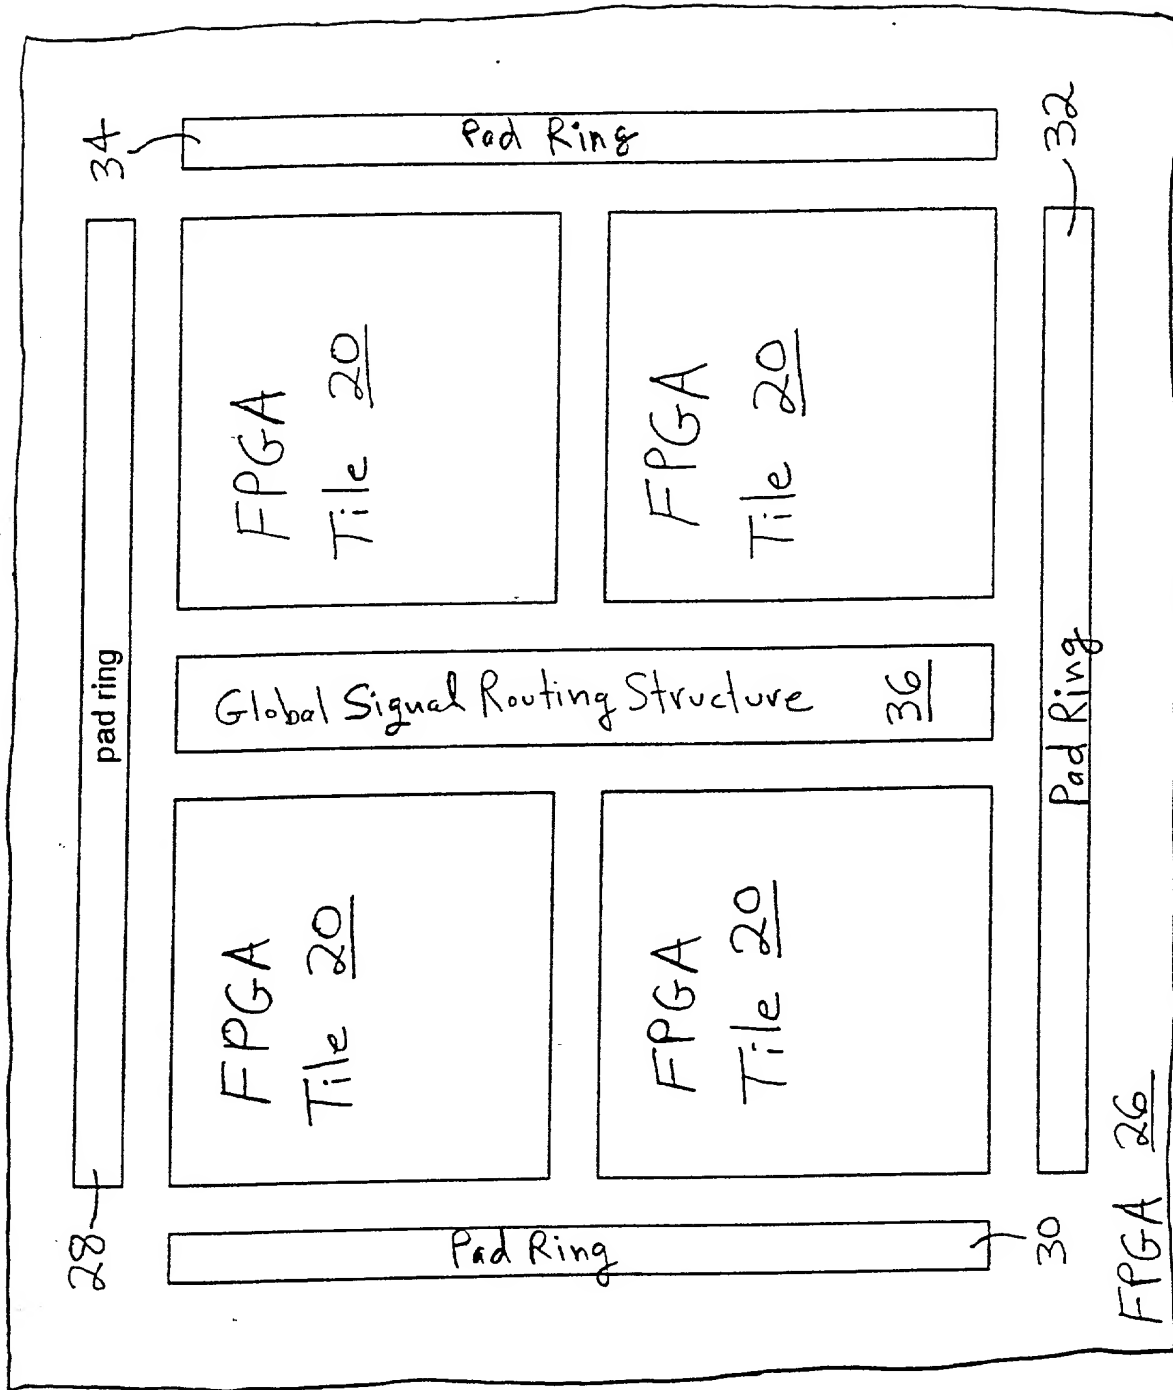 34
28
pad ring
Pad Ring
FPGA
Tile 20
FPGA
Tile 20
Global Signal Routing Structure 36
FPGA
Tile 20
FPGA
Tile 20
Pad Ring
30
Pad Ring
32
FPGA 26